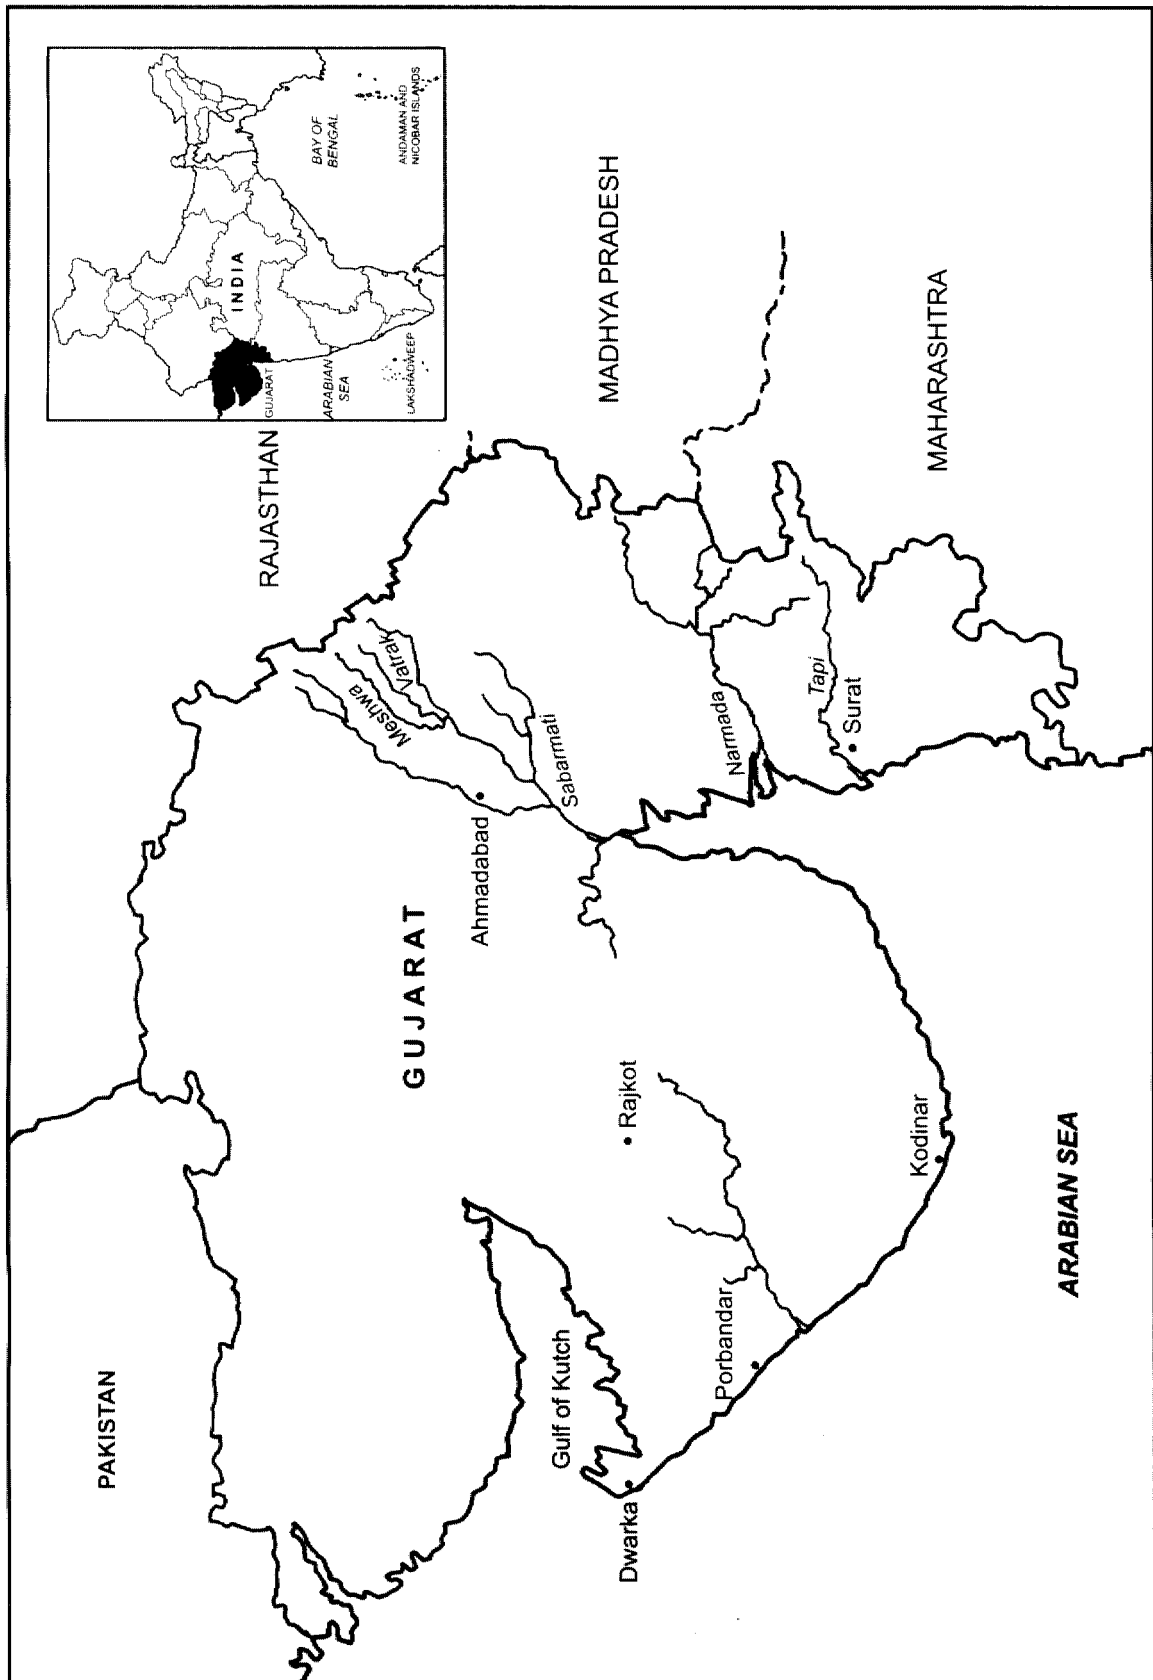 PAKISTAN
RAJASTHAN
GUJARAT
MADHYA PRADESH
MAHARASHTRA
Meshwa
Vatrak
Ahmadabad
Sabarmati
Narmada
Tapi
Surat
Gulf of Kutch
Rajkot
Dwarka
Porbandar
Kodinar
ARABIAN SEA
INDIA
GUJARAT
ARABIAN
SEA
BAY OF
BENGAL
LAKSHADWEEP
ANDAMAN AND
NICOBAR ISLANDS